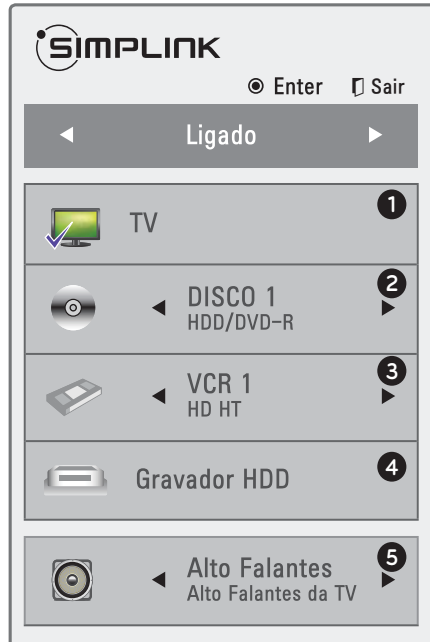 SIMPLINK
Enter Sair
Ligado
TV 1
DISCO 1 2
HDD/DVD-R
VCR 1 3
HD HT
Gravador HDD 4
Alto Falantes 5
Alto Falantes da TV